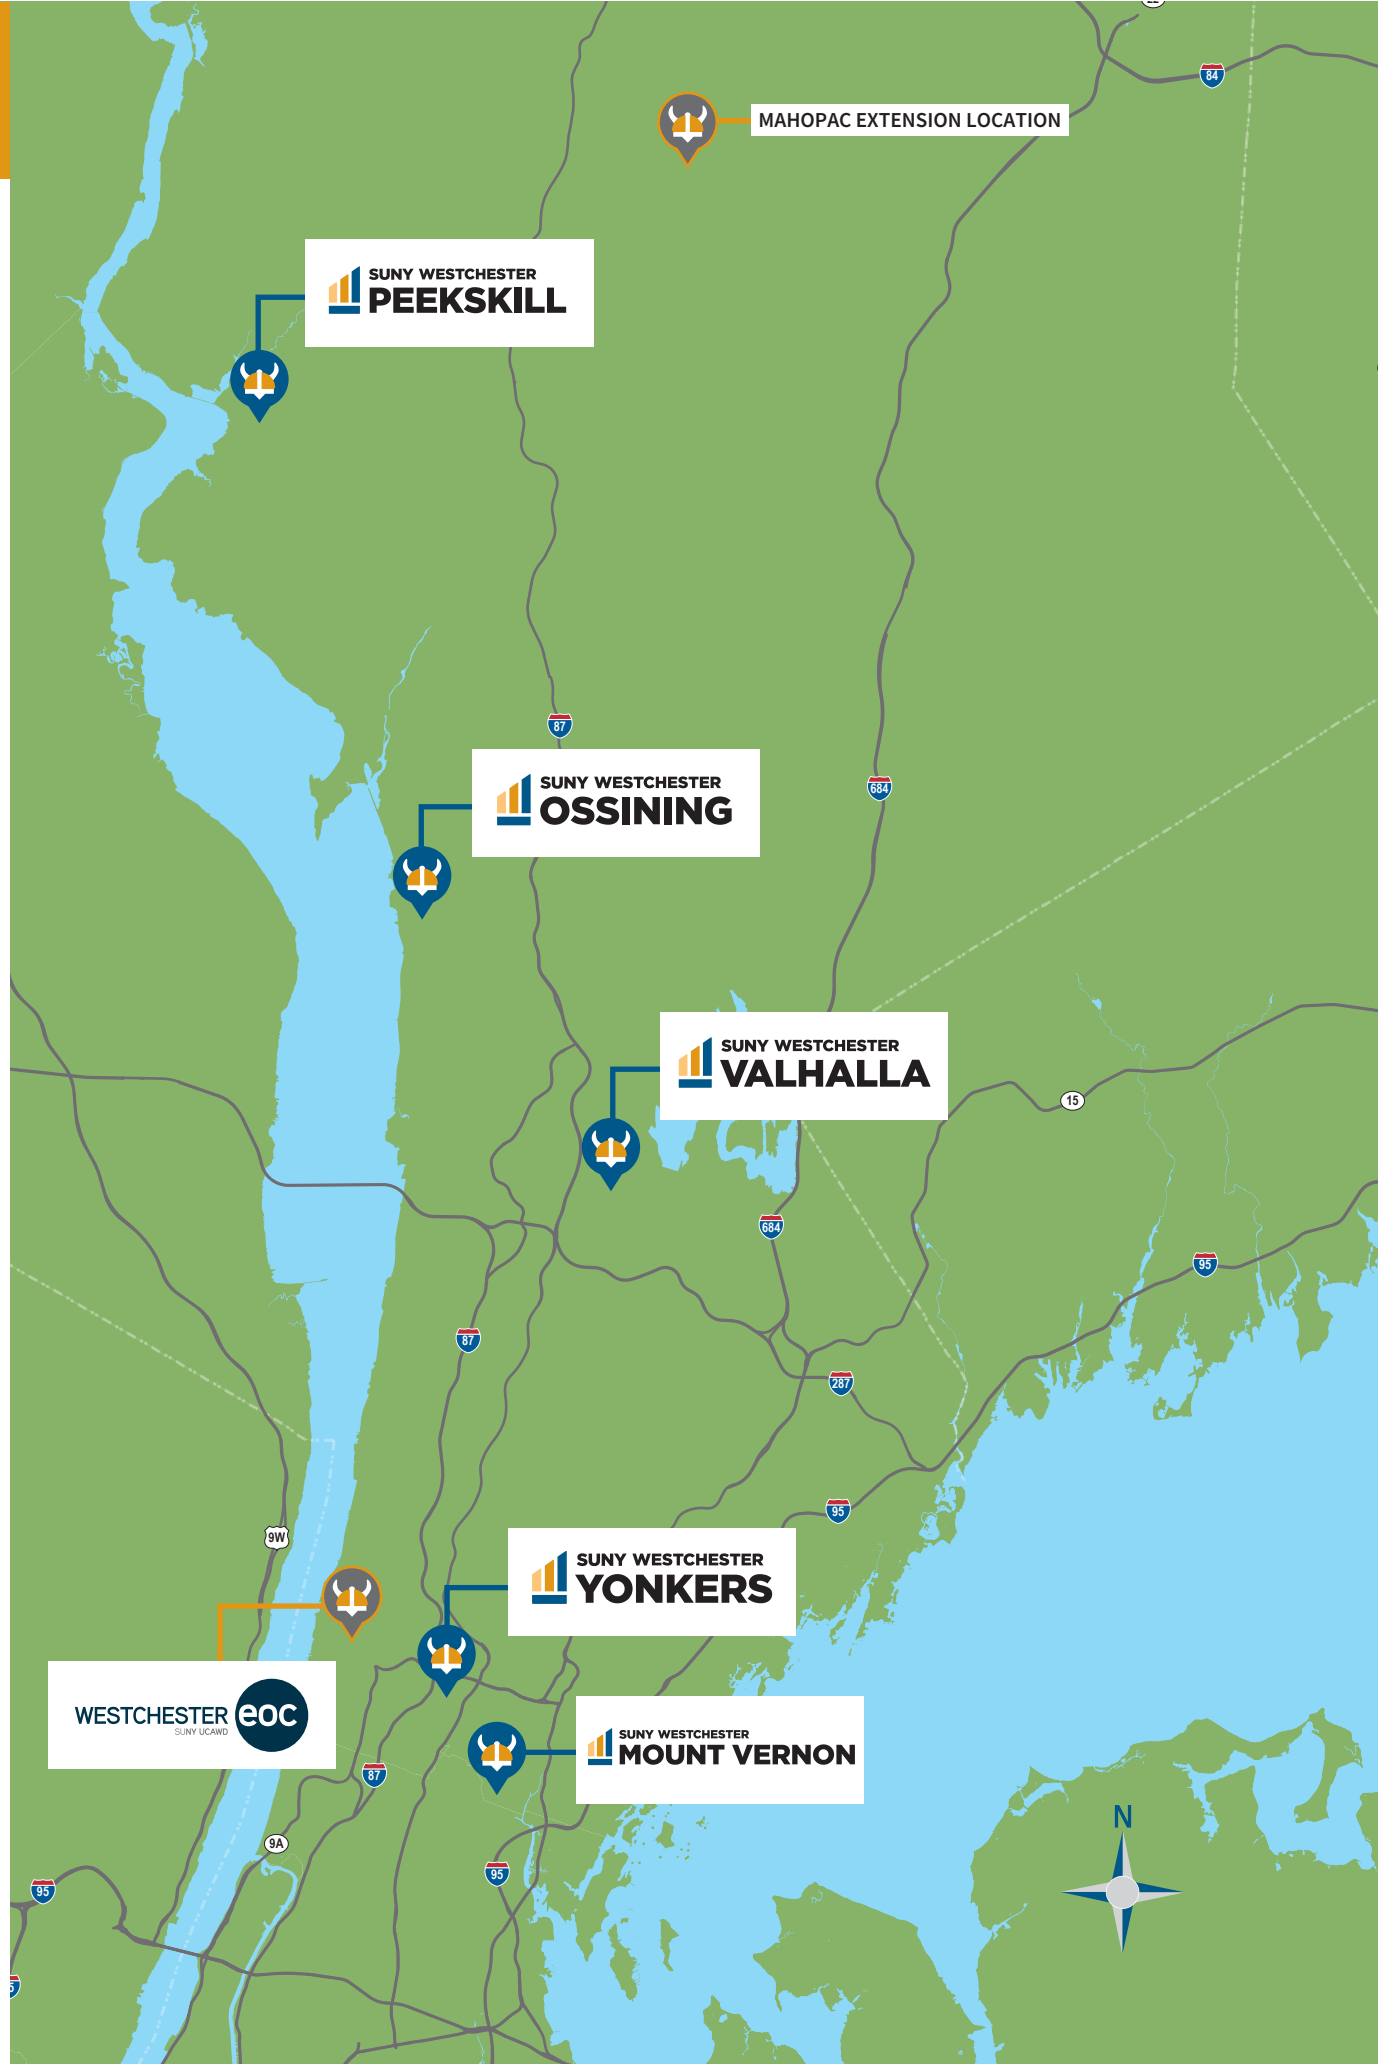 84
MAHOPAC EXTENSION LOCATION
SUNY WESTCHESTER
PEEKSKILL
87
SUNY WESTCHESTER
OSSINING
684
SUNY WESTCHESTER
VALHALLA
15
684
95
87
287
95
9W
SUNY WESTCHESTER
YONKERS
WESTCHESTER eoc
SUNY UCAWD
SUNY WESTCHESTER
MOUNT VERNON
87
N
9A
95
95